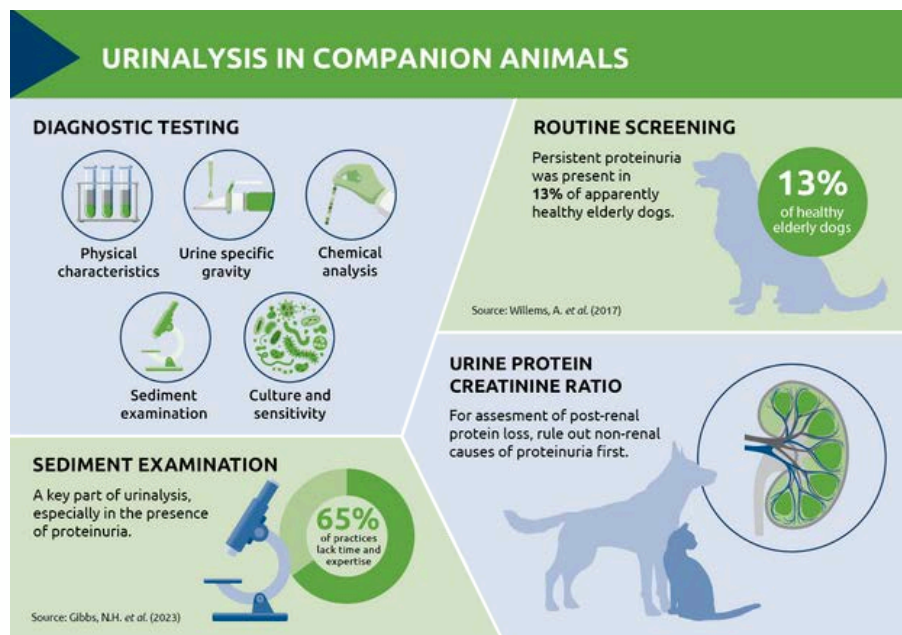 URINALYSIS IN COMPANION ANIMALS
DIAGNOSTIC TESTING
Physical
characteristics
Urine specific
gravity
Chemical
analysis
Sediment
examination
Culture and
sensitivity
ROUTINE SCREENING
Persistent proteinuria
was present in
13% of apparently
healthy elderly dogs.
13%
of healthy
elderly dogs
Source: Willems, A. et al. (2017)
SEDIMENT EXAMINATION
A key part of urinalysis,
especially in the presence
of proteinuria.
65%
of practices
lack time and
expertise
Source: Gibbs, N.H. et al. (2023)
URINE PROTEIN
CREATININE RATIO
For assesment of post-renal
protein loss, rule out non-renal
causes of proteinuria first.